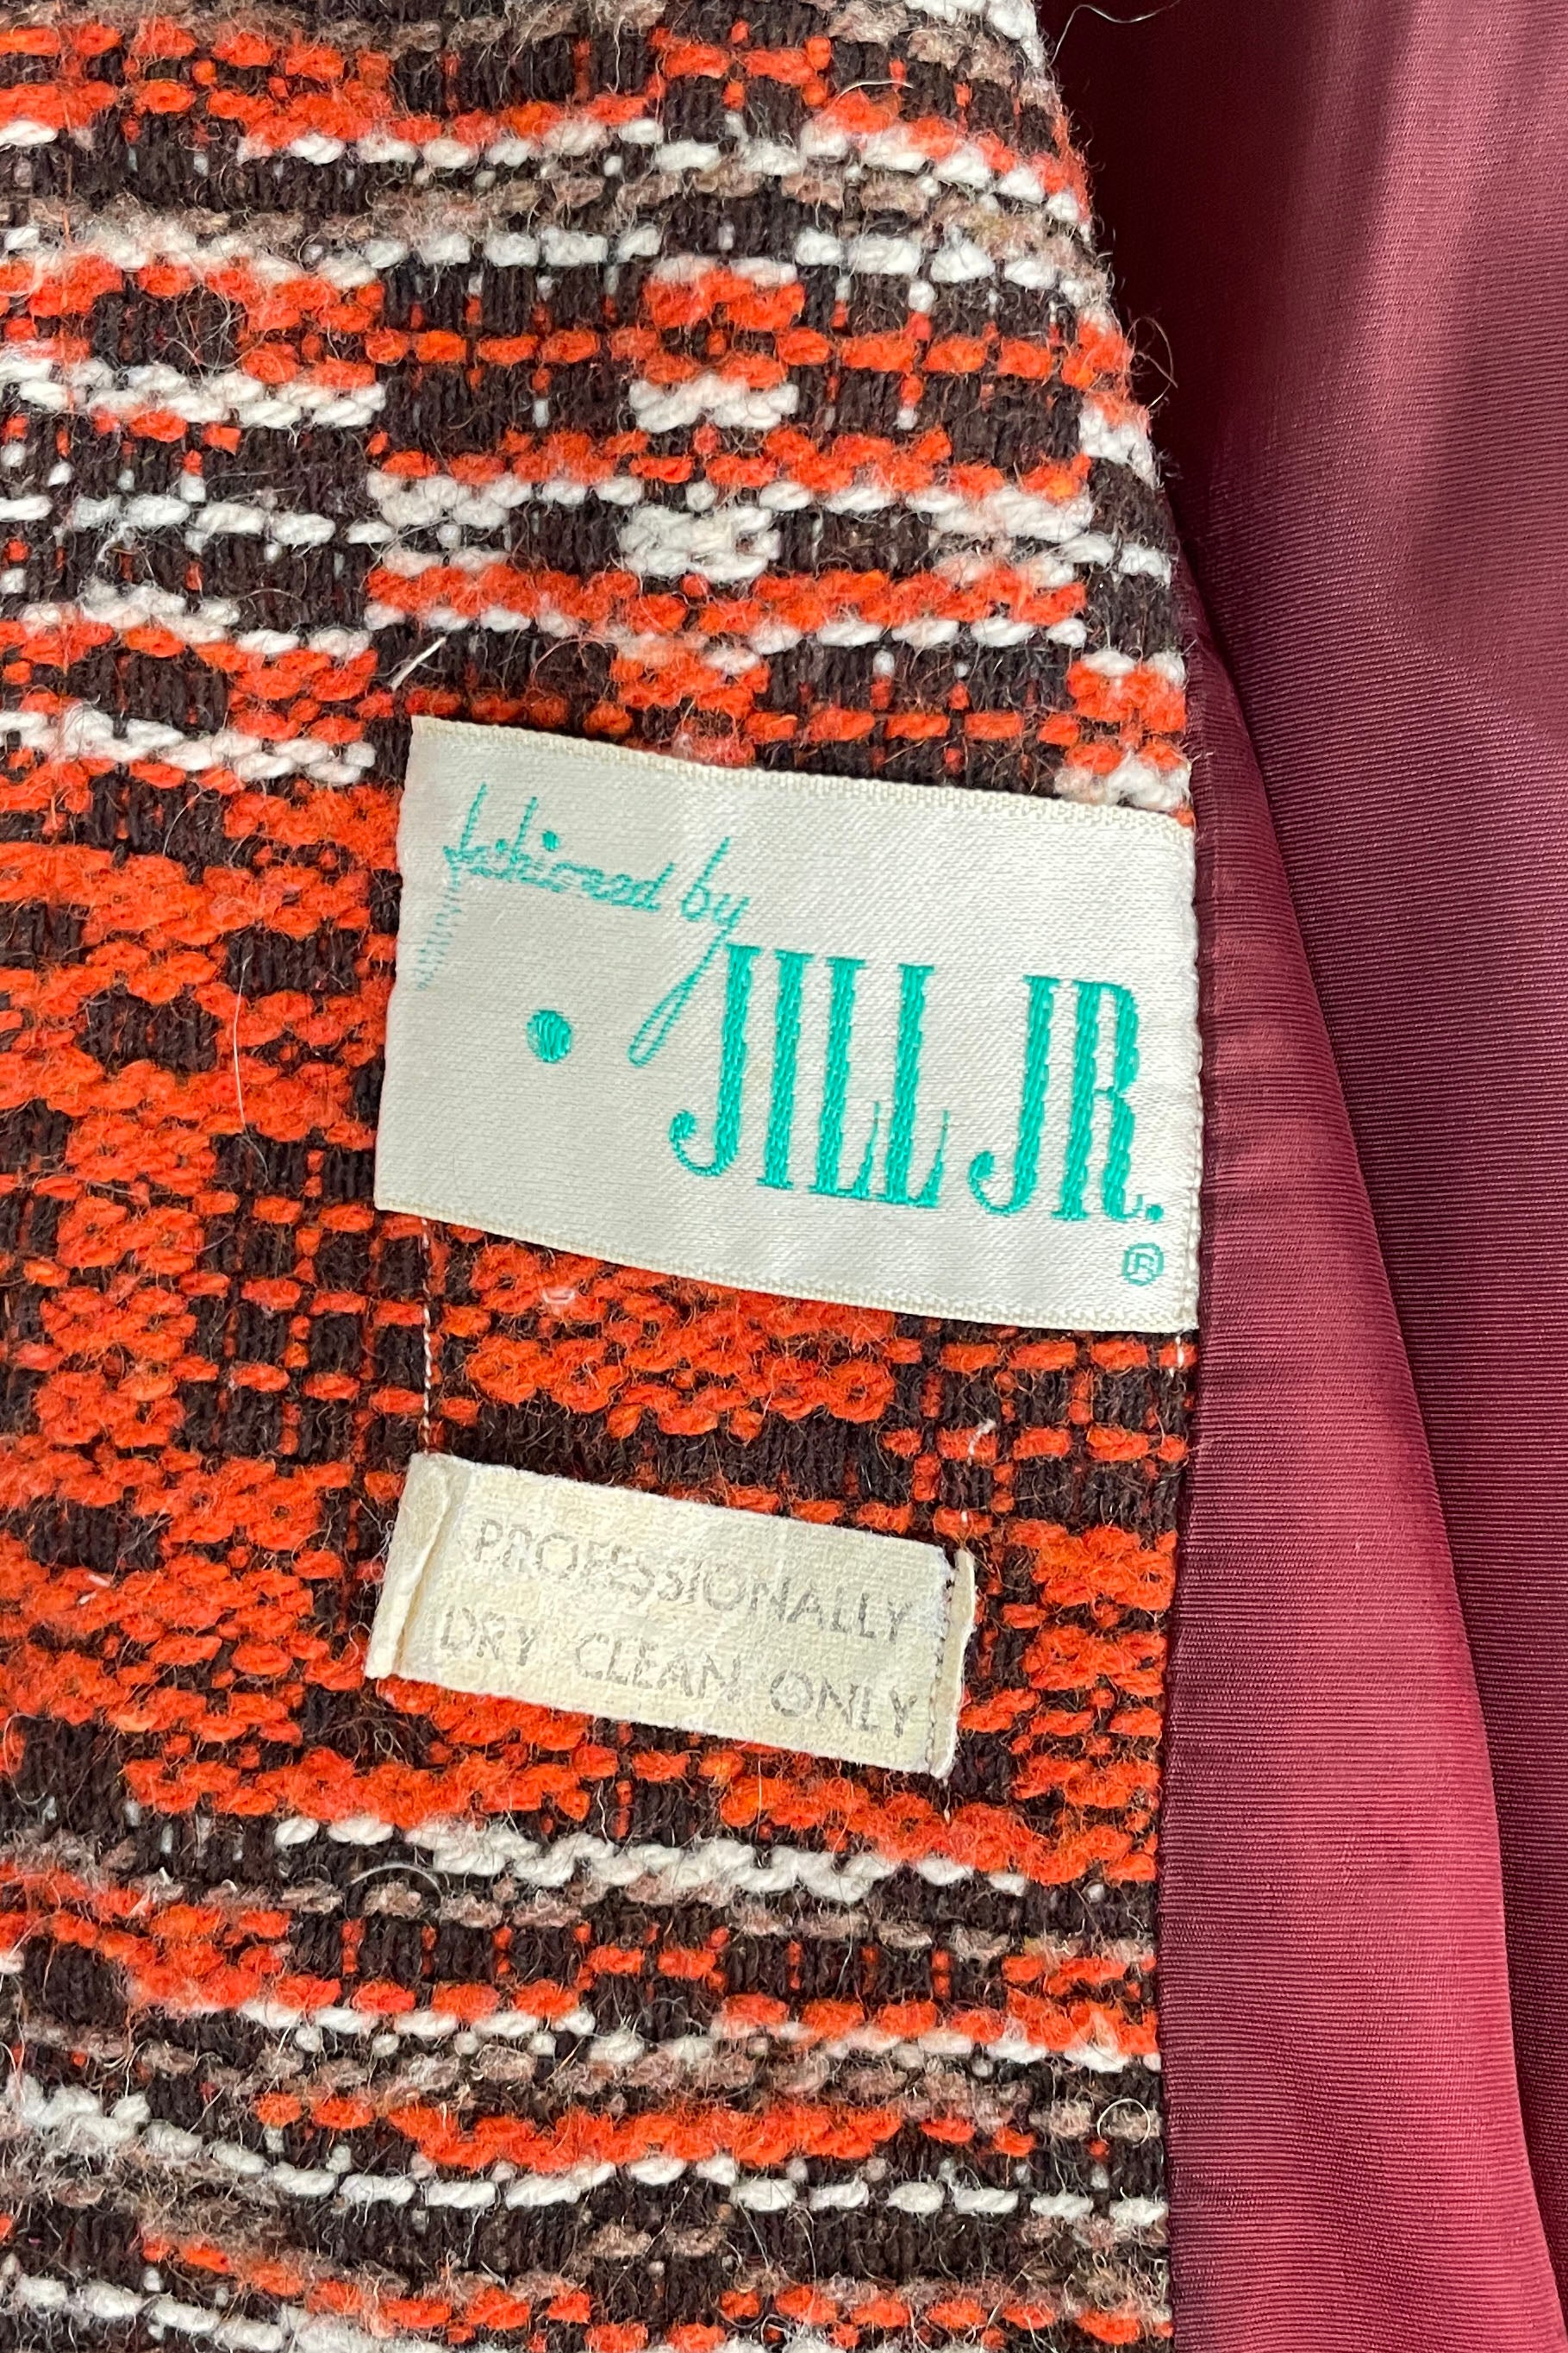 fashioned by
JILL JR.
®
PROFESSIONALLY
DRY CLEAN ONLY